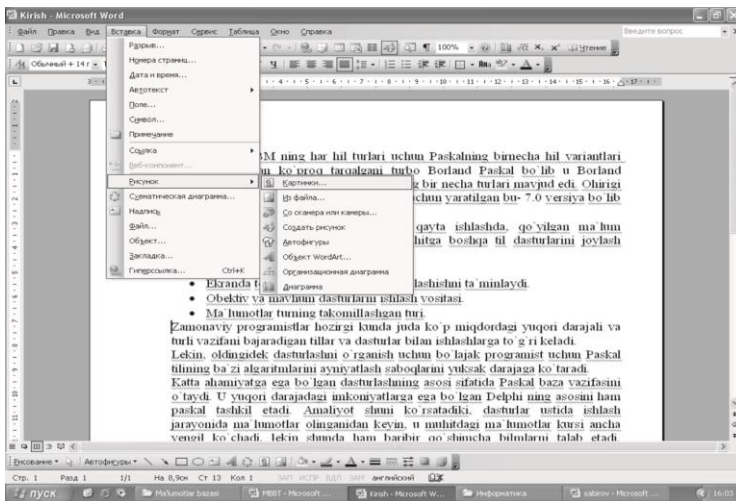 Kirish - Microsoft Word
Файл Правка Вид Вставка Формат Сервис Таблица Окно Справка
Введите вопрос
100%
Чтение
Обычный + 14 г
Разрыв...
Номера страниц...
Дата и время...
Автотекст
Поле...
Символ...
Примечание
Ссылка
Веб-компонент...
Рисунок
Схематическая диаграмма...
Надпись
Файл...
Объект...
Закладка...
Гиперссылка... Ctrl+K
Картинки...
Из файла...
Со сканера или камеры...
Создать рисунок
Автофигуры
Объект WordArt...
Организационная диаграмма
Диаграмма
BM ning har hil turlari uchun Paskalning birnecha hil variantlari
ko`proq tarqalgani turbo Borland Paskal bo`lib u Borland
g bir necha turlari mavjud edi. Ohirigi
chun yaratilgan bu- 7.0 versiya bo`lib
qayta ishlashda, qo`yilgan ma`lum
hitga boshqa til dasturlarini joylash
• Ekranda t lashishni ta`minlaydi.
• Obektiv va mavhum dasturlarni ishlash vositasi.
• Ma`lumotlar turning takomillashgan turi.
Zamonaviy programistlar hozirgi kunda juda ko`p miqdordagi yuqori darajali va
turli vazifani bajaradigan tillar va dasturlar bilan ishlashlarga to`g`ri keladi.
Lekin, oldingidek dasturlashni o`rganish uchun bo`lajak programist uchun Paskal
tilining ba`zi algaritmlarini ayniyatlash saboqlarini yuksak darajaga ko`taradi.
Katta ahamiyatga ega bo`lgan dasturlashning asosi sifatida Paskal baza vazifasini
o`taydi. U yuqori darajadagi imkoniyatlarga ega bo`lgan Delphi ning asosini ham
paskal tashkil etadi. Amaliyot shuni ko`rsatadiki, dasturlar ustida ishlash
jarayonida ma`lumotlar olinganidan keyin, u muhitdagi ma`lumotlar kursi ancha
yengil ko`chadi, lekin shunda ham baribir qo`shimcha bilimlarni talab etadi.
Рисование Автофигуры
Стр. 1 Разд 1 1/1 На 8,9см Ст 13 Кол 1 ЗАП ИСПР ВДЛ ЗАМ английский
пуск Ma'lumotlar bazasi МВВТ - Microsoft ... Kirish - Microsoft W... Информатика sabirov - Microsoft... 16:03